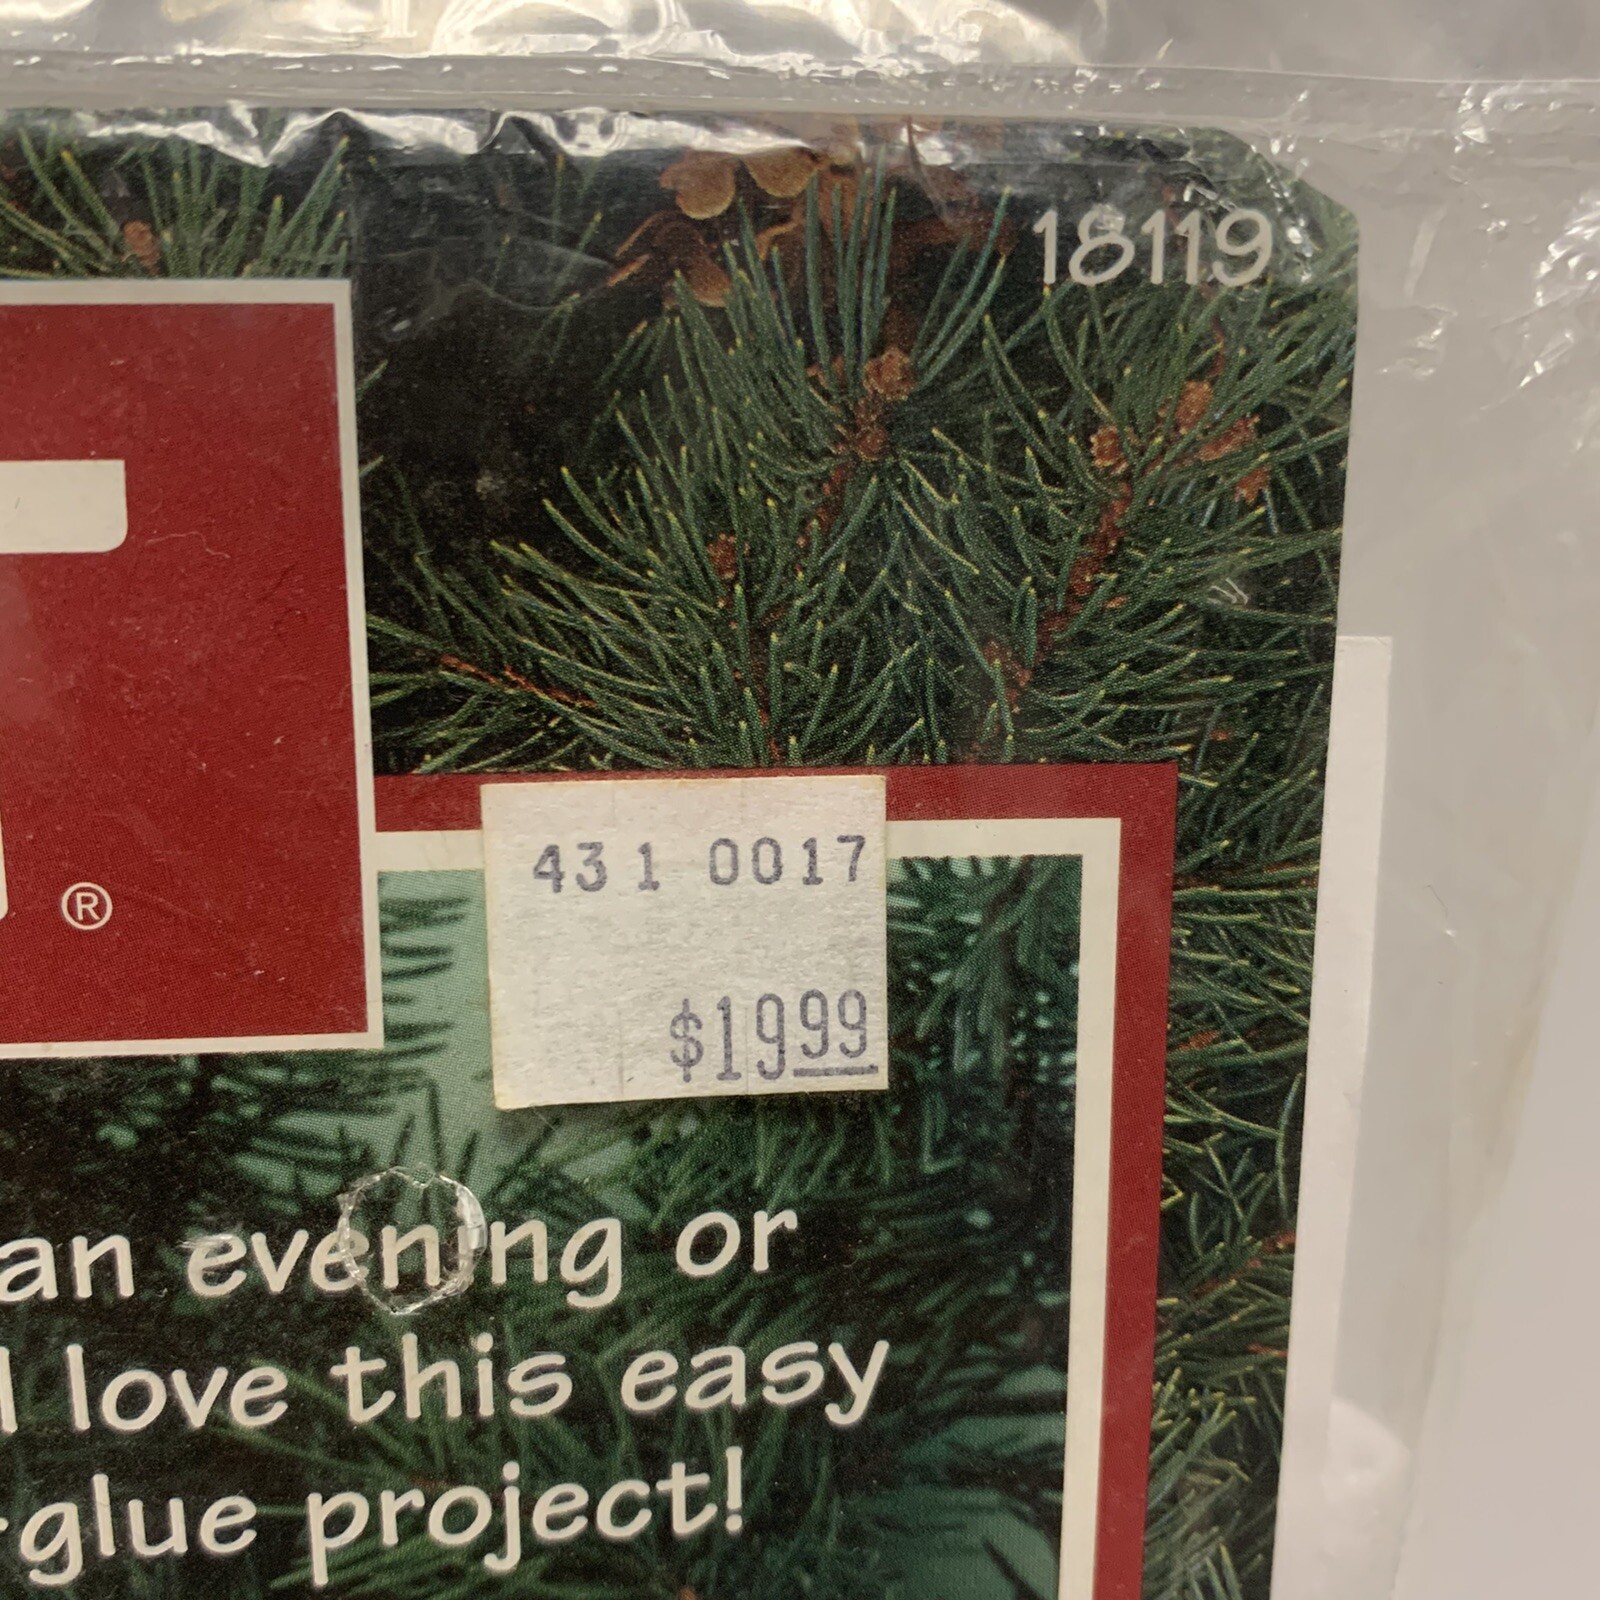 18119
®
431 0017
$19.99
an evening or
love this easy
glue project!